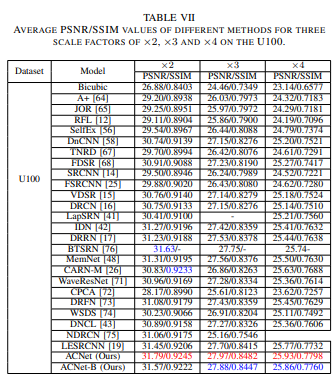 TABLE VII
AVERAGE PSNR/SSIM VALUES OF DIFFERENT METHODS FOR THREE
SCALE FACTORS OF ×2, ×3 AND ×4 ON THE U100.
Dataset Model ×2 ×3 ×4
PSNR/SSIM PSNR/SSIM PSNR/SSIM
U100
Bicubic 26.88/0.8403 24.46/0.7349 23.14/0.6577
A+ [64] 29.20/0.8938 26.03/0.7973 24.32/0.7183
JOR [65] 29.25/0.8951 25.97/0.7972 24.29/0.7181
RFL [12] 29.11/0.8904 25.86/0.7900 24.19/0.7096
SelfEx [56] 29.54/0.8967 26.44/0.8088 24.79/0.7374
DnCNN [58] 30.74/0.9139 27.15/0.8276 25.20/0.7521
TNRD [67] 29.70/0.8994 26.42/0.8076 24.61/0.7291
FDSR [68] 30.91/0.9088 27.23/0.8190 25.27/0.7417
SRCNN [14] 29.50/0.8946 26.24/0.7989 24.52/0.7221
FSRCNN [25] 29.88/0.9020 26.43/0.8080 24.62/0.7280
VDSR [15] 30.76/0.9140 27.14/0.8279 25.18/0.7524
DRCN [16] 30.75/0.9133 27.15/0.8276 25.14/0.7510
LapSRN [41] 30.41/0.9100 - 25.21/0.7560
IDN [42] 31.27/0.9196 27.42/0.8359 25.41/0.7632
DRRN [17] 31.23/0.9188 27.53/0.8378 25.44/0.7638
BTSRN [76] 31.63/- 27.75/- 25.74-
MemNet [48] 31.31/0.9195 27.56/0.8376 25.50/0.7630
CARN-M [26] 30.83/0.9233 26.86/0.8263 25.63/0.7688
WaveResNet [71] 30.96/0.9169 27.28/0.8334 25.36/0.7614
CPCA [72] 28.17/0.8990 25.61/0.8123 23.62/0.7257
DRFN [73] 31.08/0.9179 27.43/0.8359 25.45/0.7629
WSDS [74] 30.23/0.9066 26.91/0.8204 25.11/0.7492
DNCL [43] 30.89/0.9158 27.27/0.8326 25.36/0.7606
NDRCN [75] 31.06/0.9175 25.16/0.7546
LESRCNN [19] 31.45/0.9206 27.70/0.8415 25.77/0.7732
ACNet (Ours) 31.79/0.9245 27.97/0.8482 25.93/0.7798
ACNet-B (Ours) 31.57/0.9222 27.88/0.8447 25.86/0.7760